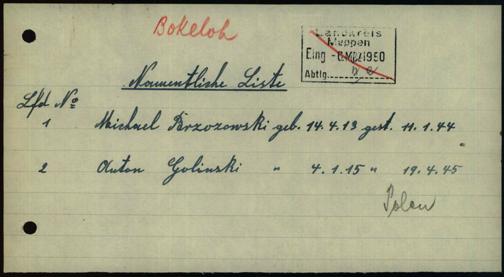 Bokeloh
Landkreis
Meppen
Eing - 6. MRZ. 1950
Abtlg.
Namentliche Liste
Lfd No
1 Michael Brzozowski geb. 14.4.13 gest. 11.1.44
2 Anton Golinski " 4.1.15 " 19.4.45
Polen